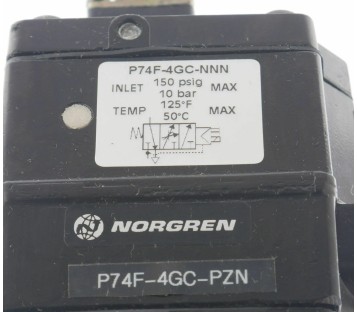 P74F-4GC-NNN
INLET 150 psig MAX
10 bar
TEMP 125°F MAX
50°C
NORGREN
P74F-4GC-PZN